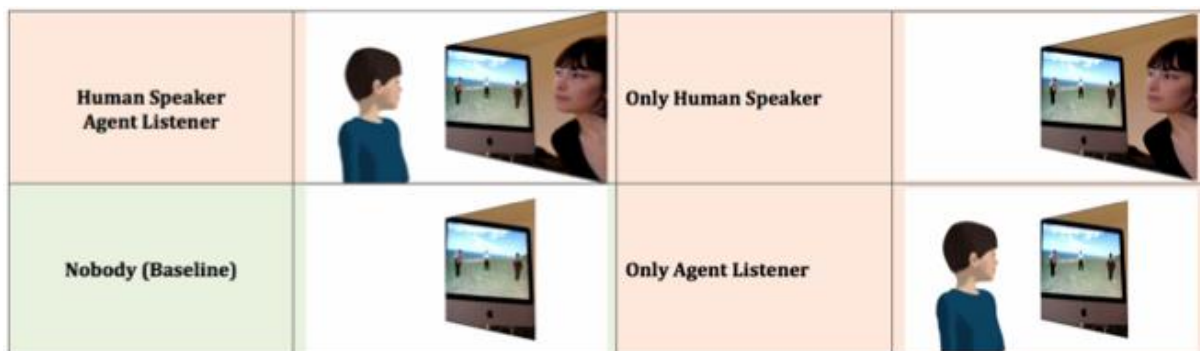 Human Speaker
Agent Listener
Only Human Speaker
Nobody (Baseline)
Only Agent Listener